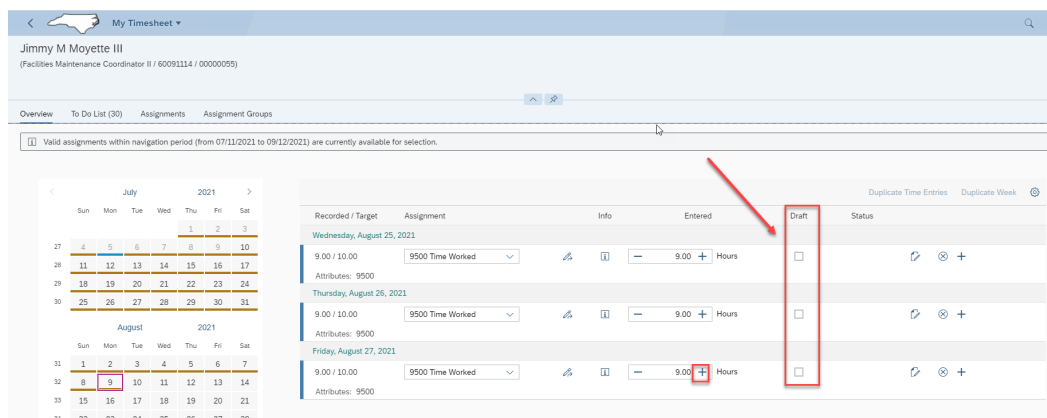 My Timesheet
Jimmy M Moyette III
(Facilities Maintenance Coordinator II / 60091114 / 00000055)
Overview To Do List (30) Assignments Assignment Groups
Valid assignments within navigation period (from 07/11/2021 to 09/12/2021) are currently available for selection.
July 2021
Sun Mon Tue Wed Thu Fri Sat
1 2 3
27 4 5 6 7 8 9 10
28 11 12 13 14 15 16 17
29 18 19 20 21 22 23 24
30 25 26 27 28 29 30 31
August 2021
Sun Mon Tue Wed Thu Fri Sat
31 1 2 3 4 5 6 7
32 8 9 10 11 12 13 14
33 15 16 17 18 19 20 21
Duplicate Time Entries Duplicate Week
Recorded / Target Assignment Info Entered Draft Status
Wednesday, August 25, 2021
9.00 / 10.00 9500 Time Worked 9.00 Hours
Attributes: 9500
Thursday, August 26, 2021
9.00 / 10.00 9500 Time Worked 9.00 Hours
Attributes: 9500
Friday, August 27, 2021
9.00 / 10.00 9500 Time Worked 9.00 Hours
Attributes: 9500